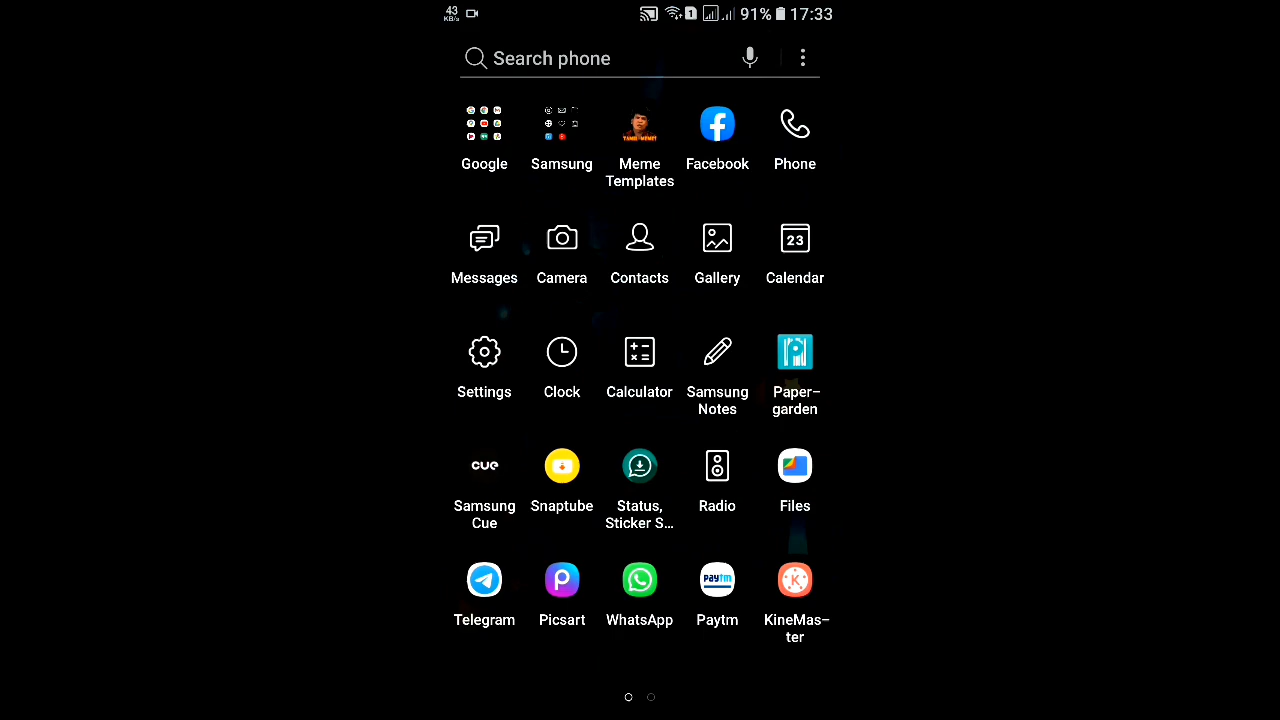 43
KB/s
1
91%
17:33
Search phone
Google
Samsung
Meme
Templates
Facebook
Phone
Messages
Camera
Contacts
Gallery
23
Calendar
Settings
Clock
Calculator
Samsung
Notes
Paper–
garden
cue
Samsung
Cue
Snaptube
Status,
Sticker S...
Radio
Files
Telegram
Picsart
WhatsApp
paytm
Paytm
KineMas–
ter